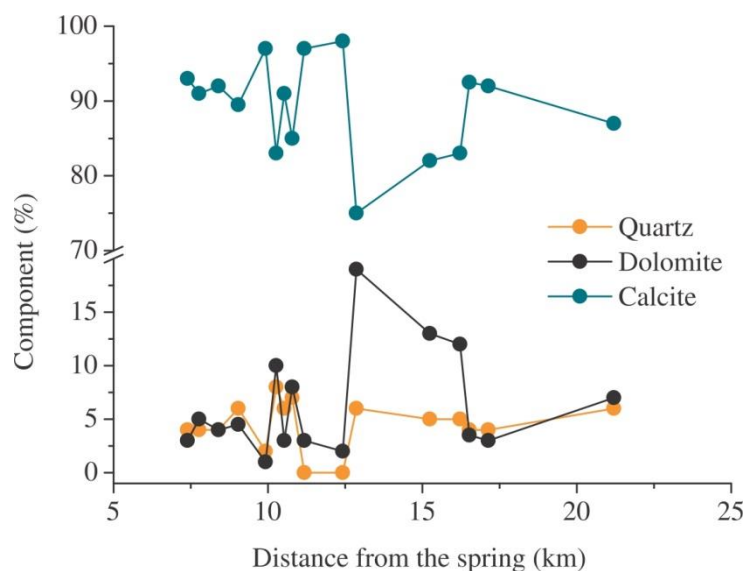 100
90
80
70
15
10
5
0
Component (%)
Quartz
Dolomite
Calcite
5
10
15
20
25
Distance from the spring (km)